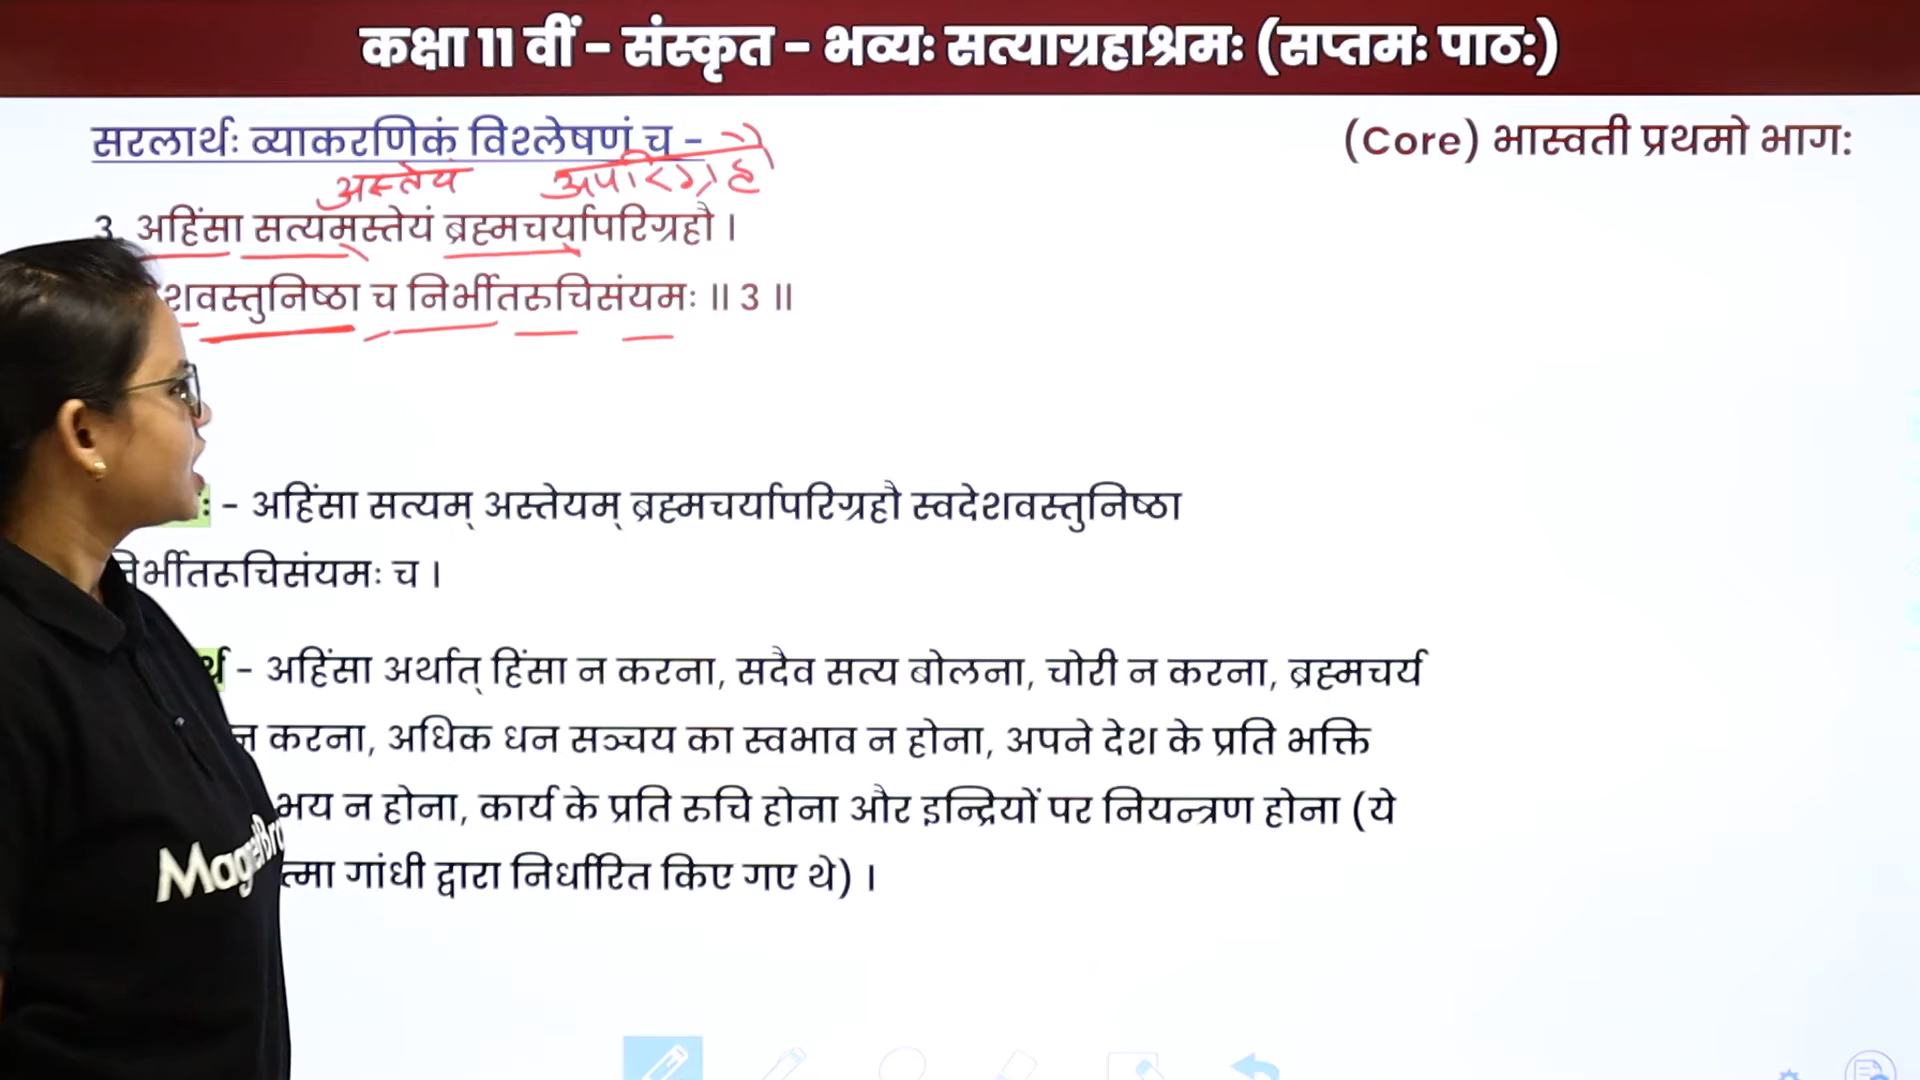 कक्षा 11 वीं - संस्कृत - भव्यः सत्याग्रहाश्रमः (सप्तमः पाठः)
सरलार्थः व्याकरणिकं विश्लेषणं च -
(Core) भास्वती प्रथमो भागः
अस्तेय अपरिग्रहौ
3. अहिंसा सत्यमस्तेयं ब्रह्मचर्यापरिग्रहौ ।
शवस्तुनिष्ठा च निर्भीतरुचिसंयमः ॥ 3 ॥
- अहिंसा सत्यम् अस्तेयम् ब्रह्मचर्यापरिग्रहौ स्वदेशवस्तुनिष्ठा
निर्भीतरूचिसंयमः च ।
- अहिंसा अर्थात् हिंसा न करना, सदैव सत्य बोलना, चोरी न करना, ब्रह्मचर्य
न करना, अधिक धन सञ्चय का स्वभाव न होना, अपने देश के प्रति भक्ति
भय न होना, कार्य के प्रति रुचि होना और इन्द्रियों पर नियन्त्रण होना (ये
त्मा गांधी द्वारा निर्धारित किए गए थे) ।